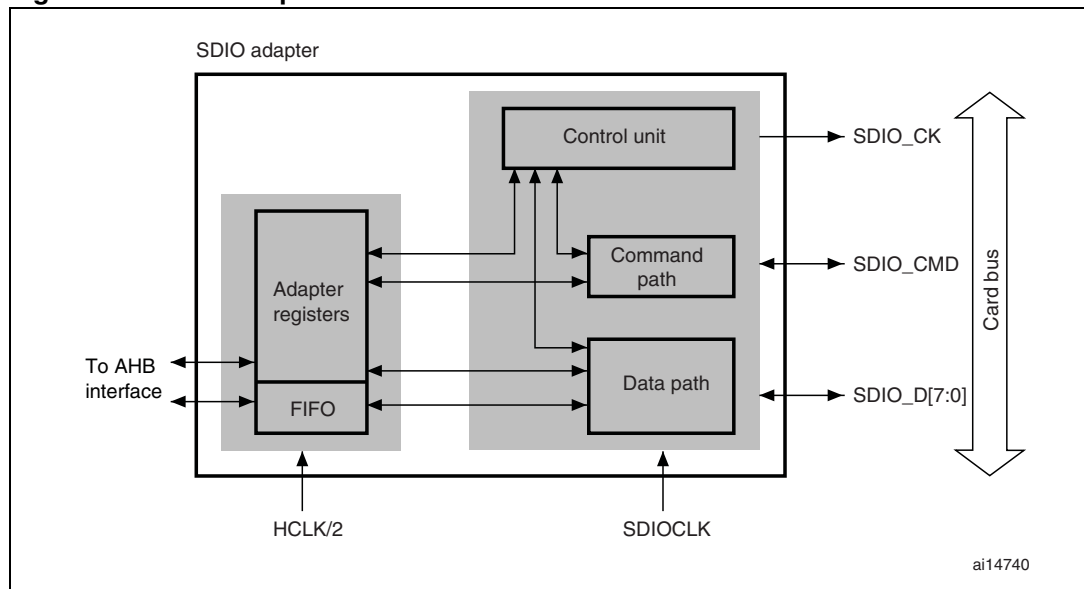 SDIO adapter
Control unit
SDIO_CK
Command
path
SDIO_CMD
Adapter
registers
Card bus
To AHB
interface
Data path
SDIO_D[7:0]
FIFO
HCLK/2
SDIOCLK
ai14740